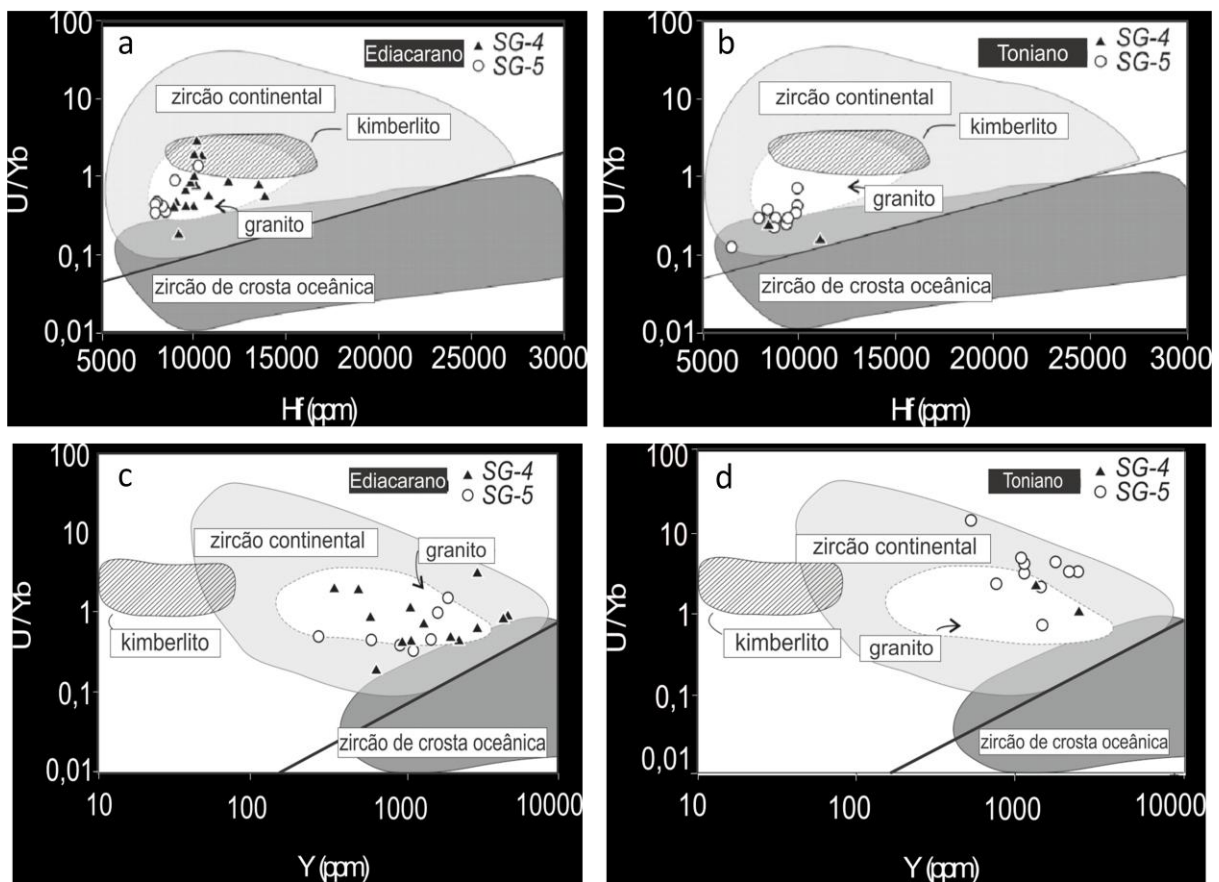 100
10
1
0,1
0,01
U / Yb
a
Ediacarano
SG-4
SG-5
zircão continental
kimberlito
granito
zircão de crosta oceânica
5000
10000
15000
20000
25000
3000
Hf (ppm)
100
10
1
0,1
0,01
U / Yb
b
Toniano
SG-4
SG-5
zircão continental
kimberlito
granito
zircão de crosta oceânica
5000
10000
15000
20000
25000
3000
Hf (ppm)
100
10
1
0,1
0,01
U / Yb
c
Ediacarano
SG-4
SG-5
zircão continental
granito
kimberlito
zircão de crosta oceânica
10
100
1000
10000
Y (ppm)
100
10
1
0,1
0,01
U / Yb
d
Toniano
SG-4
SG-5
zircão continental
kimberlito
granito
zircão de crosta oceânica
10
100
1000
10000
Y (ppm)